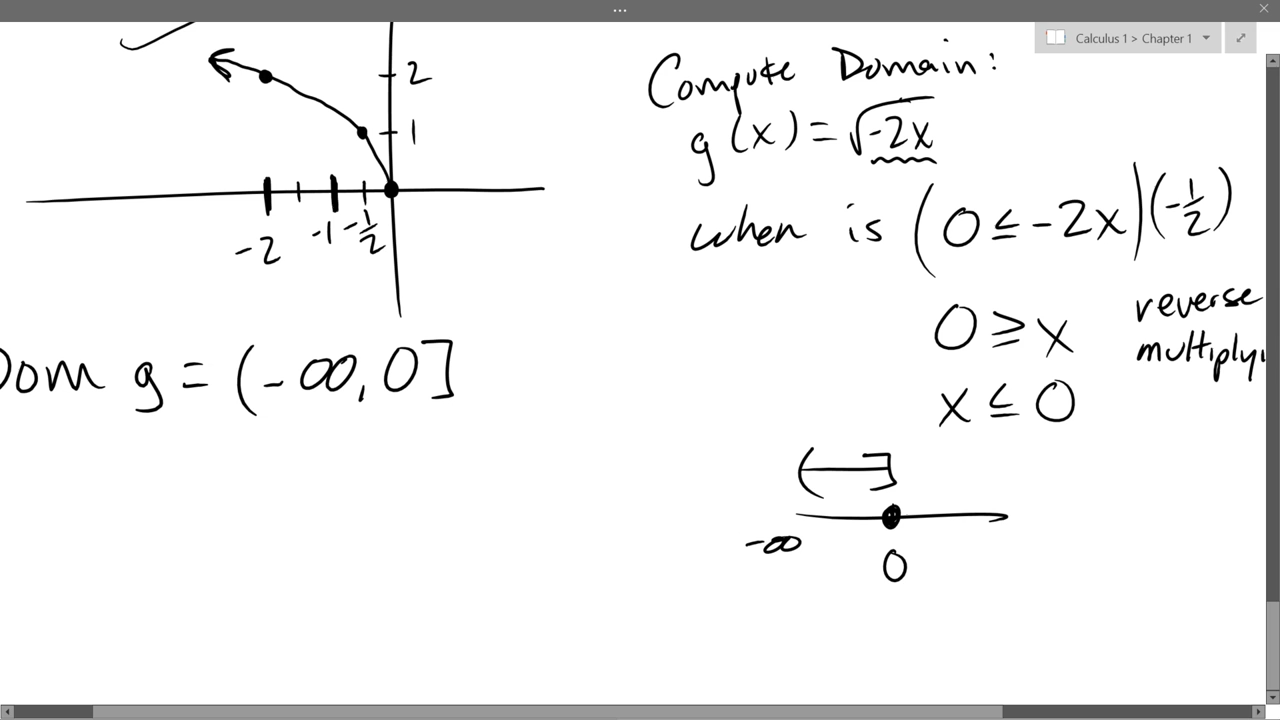 Calculus 1 > Chapter 1
2
1
-2 -1 -1/2
Dom g = (-∞, 0]
Compute Domain:
g(x) = √-2x
when is (0 ≤ -2x)(-1/2)
0 ≥ x
reverse
multiplyi
x ≤ 0
-∞
0